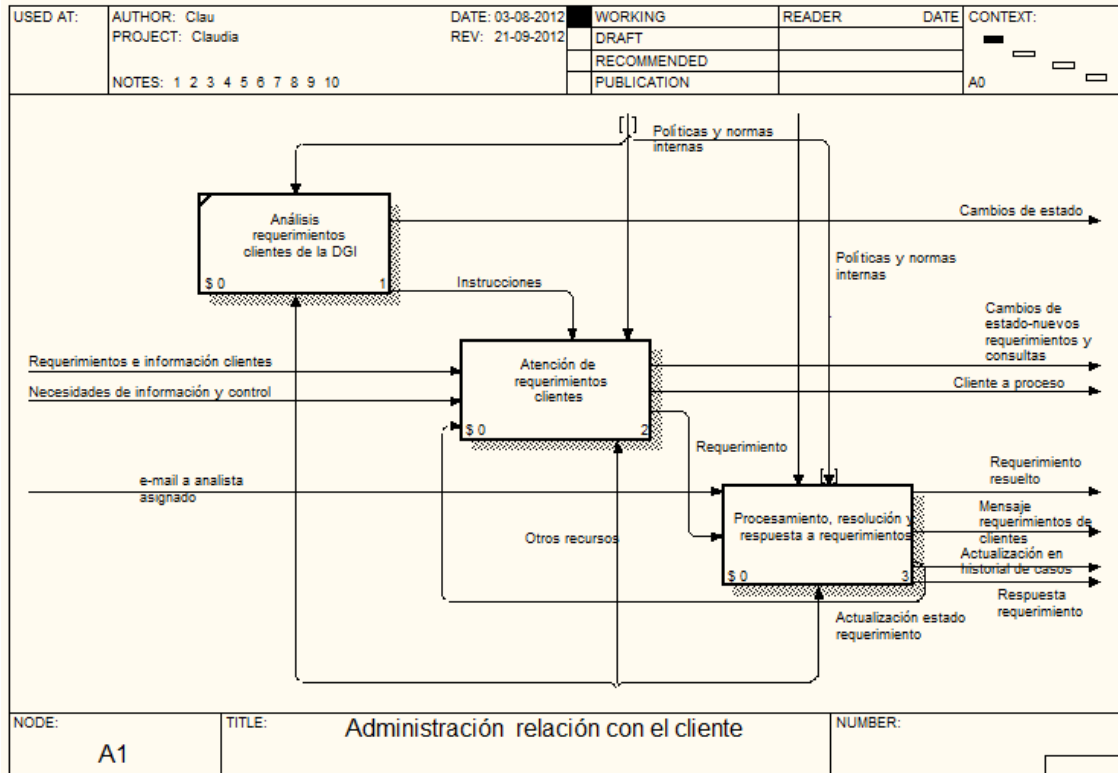 USED AT:
AUTHOR: Clau
DATE: 03-08-2012
PROJECT: Claudia
REV: 21-09-2012
NOTES: 1 2 3 4 5 6 7 8 9 10
WORKING
DRAFT
RECOMMENDED
PUBLICATION
READER
DATE
CONTEXT:
A0
[ ]
Políticas y normas
internas
Análisis
requerimientos
clientes de la DGI
$ 0
1
Cambios de estado
Políticas y normas
internas
Instrucciones
Cambios de
estado-nuevos
requerimientos y
consultas
Requerimientos e información clientes
Atención de
requerimientos
clientes
$ 0
2
Cliente a proceso
Necesidades de información y control
Requerimiento
e-mail a analista
asignado
[ ]
Requerimiento
resuelto
Procesamiento, resolución y
respuesta a requerimientos
$ 0
3
Mensaje
requerimientos de
clientes
Otros recursos
Actualización en
historial de casos
Respuesta
requerimiento
Actualización estado
requerimiento
NODE:
A1
TITLE:
Administración relación con el cliente
NUMBER: